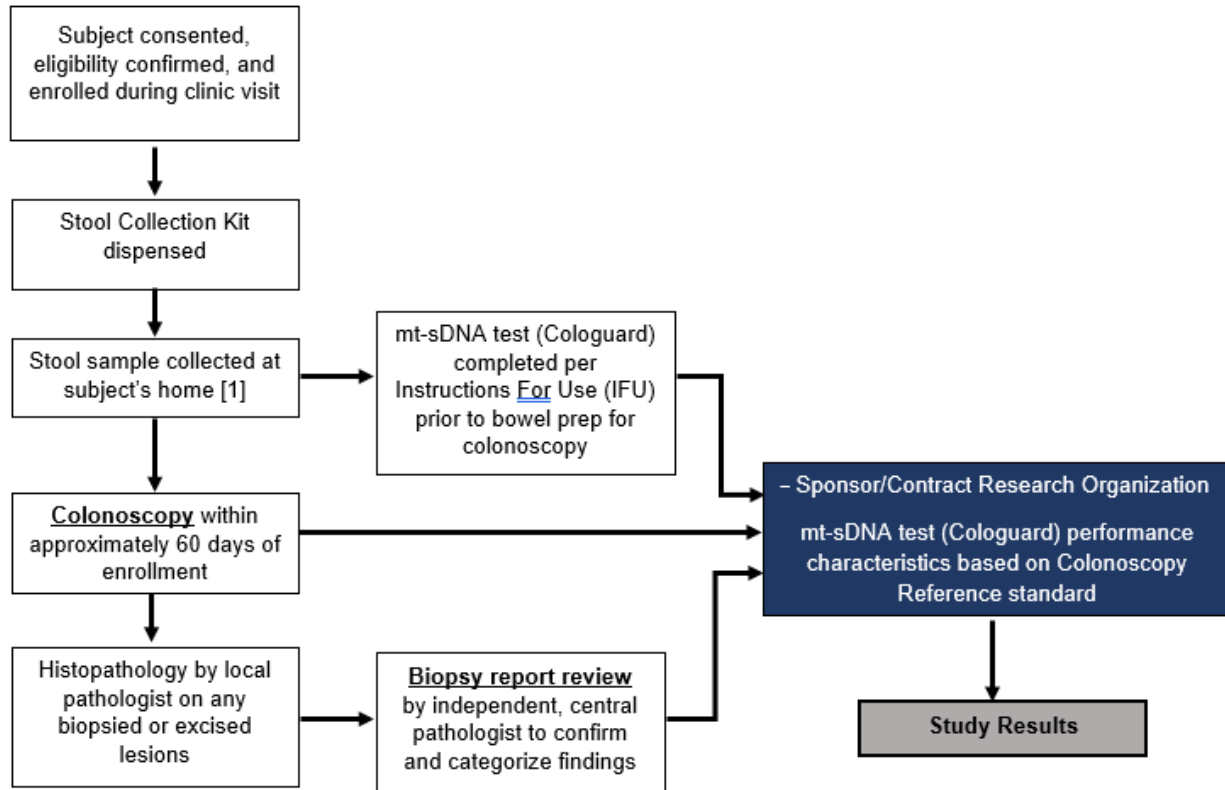 Subject consented,
eligibility confirmed, and
enrolled during clinic visit
Stool Collection Kit
dispensed
Stool sample collected at
subject's home [1]
mt-sDNA test (Cologuard)
completed per
Instructions For Use (IFU)
prior to bowel prep for
colonoscopy
Colonoscopy within
approximately 60 days of
enrollment
Histopathology by local
pathologist on any
biopsied or excised
lesions
Biopsy report review
by independent, central
pathologist to confirm
and categorize findings
– Sponsor/Contract Research Organization
mt-sDNA test (Cologuard) performance
characteristics based on Colonoscopy
Reference standard
Study Results